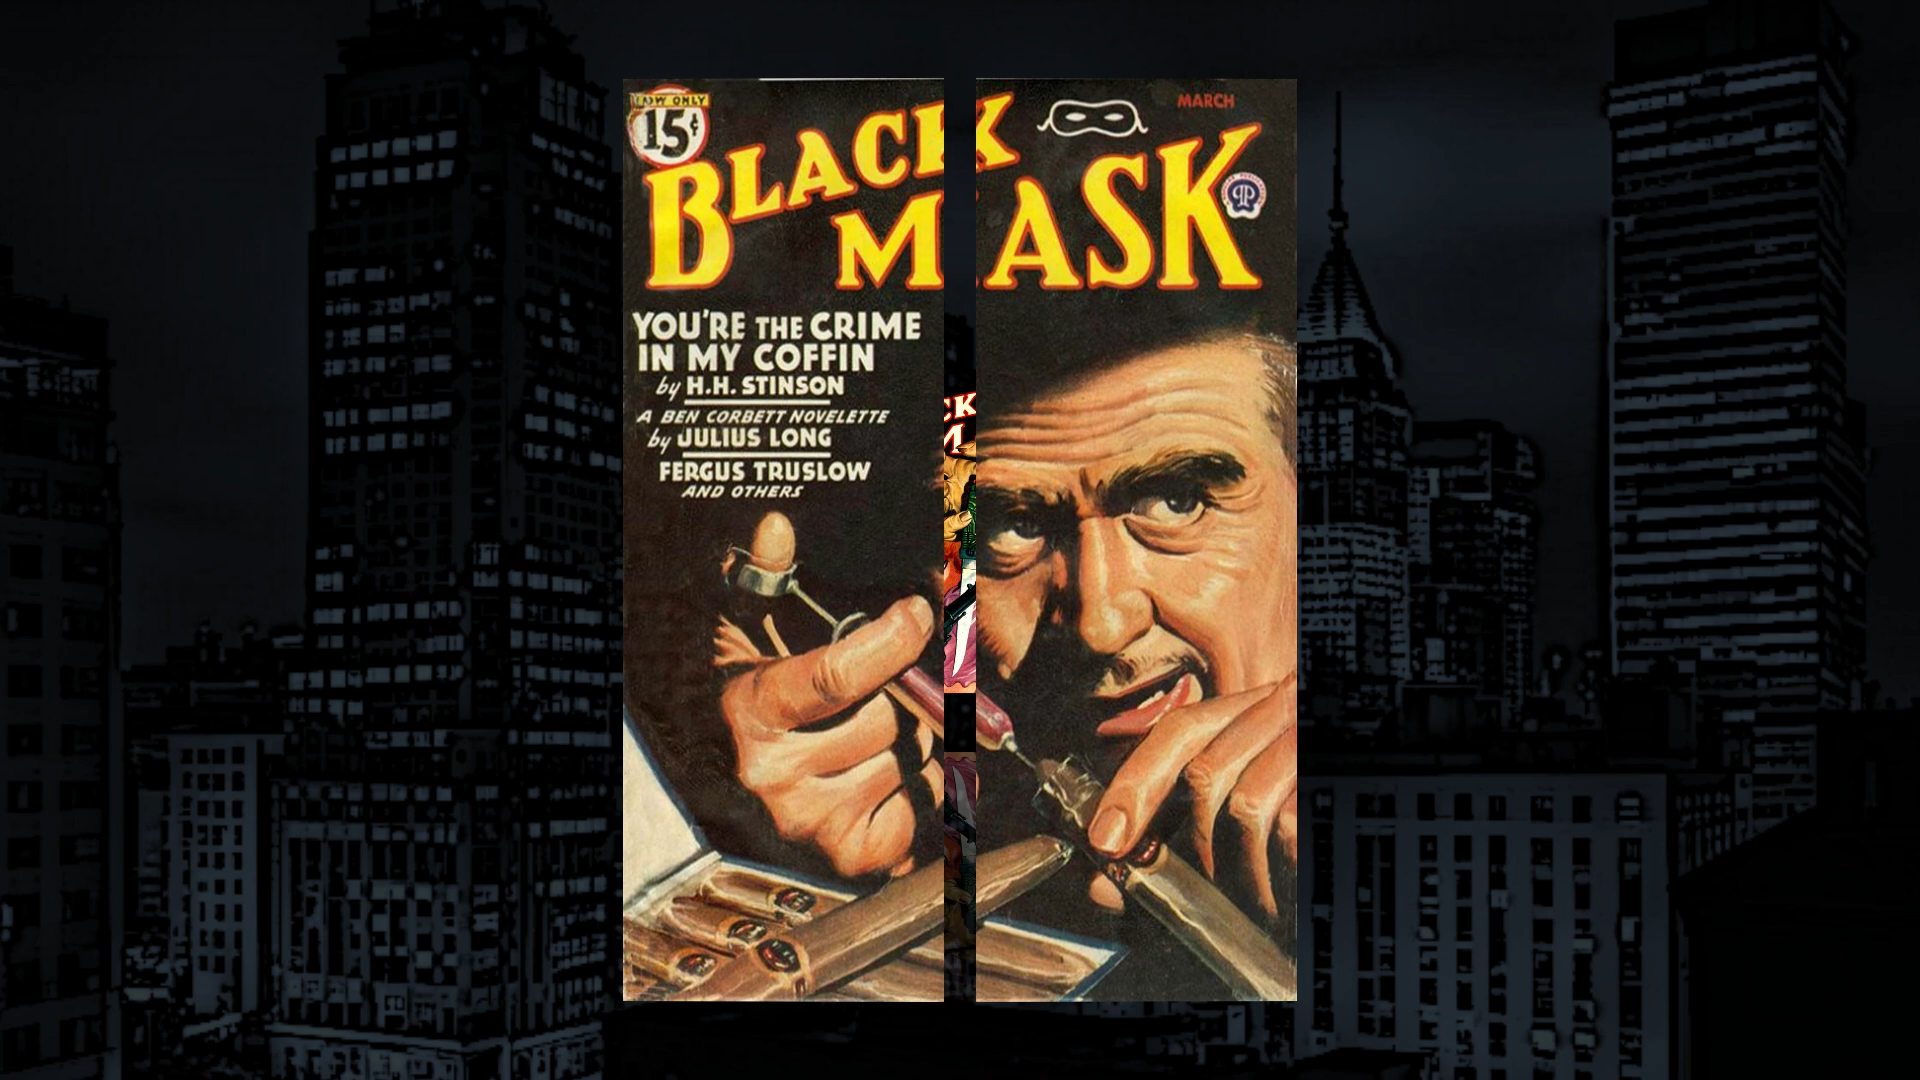 NOW ONLY
15¢
MARCH
BLACK
MASK
YOU'RE THE CRIME
IN MY COFFIN
by H.H. STINSON
A BEN CORBETT NOVELETTE
by JULIUS LONG
FERGUS TRUSLOW
AND OTHERS
CK